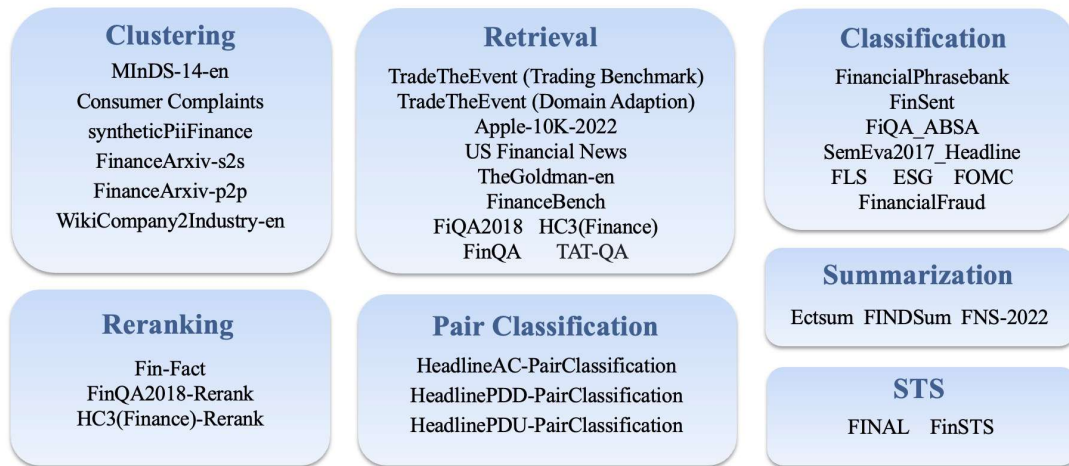 Clustering
MInDS-14-en
Consumer Complaints
syntheticPiiFinance
FinanceArxiv-s2s
FinanceArxiv-p2p
WikiCompany2Industry-en
Retrieval
TradeTheEvent (Trading Benchmark)
TradeTheEvent (Domain Adaption)
Apple-10K-2022
US Financial News
TheGoldman-en
FinanceBench
FiQA2018 HC3(Finance)
FinQA TAT-QA
Classification
FinancialPhrasebank
FinSent
FiQA_ABSA
SemEva2017_Headline
FLS ESG FOMC
FinancialFraud
Reranking
Fin-Fact
FinQA2018-Rerank
HC3(Finance)-Rerank
Pair Classification
HeadlineAC-PairClassification
HeadlinePDD-PairClassification
HeadlinePDU-PairClassification
Summarization
Ectsum FINDSum FNS-2022
STS
FINAL FinSTS